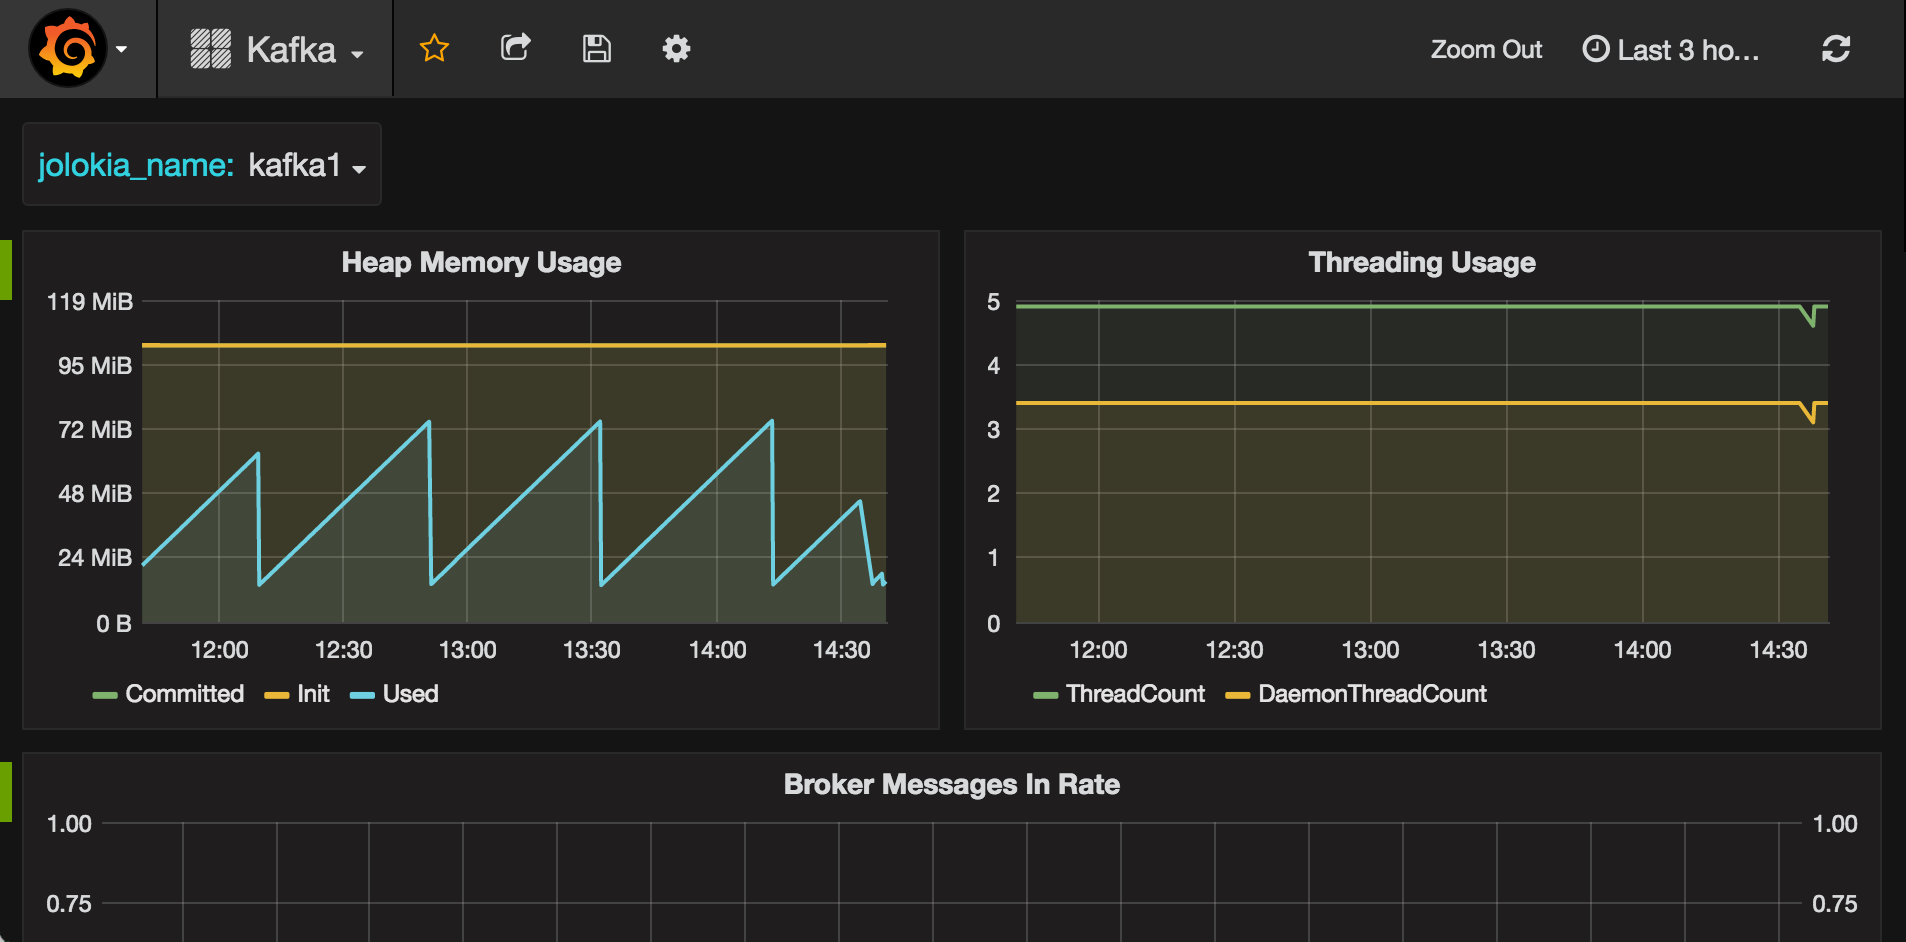 Kafka
Zoom Out
Last 3 ho...
jolokia_name: kafka1
Heap Memory Usage
119 MiB
95 MiB
72 MiB
48 MiB
24 MiB
0 B
12:00 12:30 13:00 13:30 14:00 14:30
Committed Init Used
Threading Usage
5
4
3
2
1
0
12:00 12:30 13:00 13:30 14:00 14:30
ThreadCount DaemonThreadCount
Broker Messages In Rate
1.00 1.00
0.75 0.75